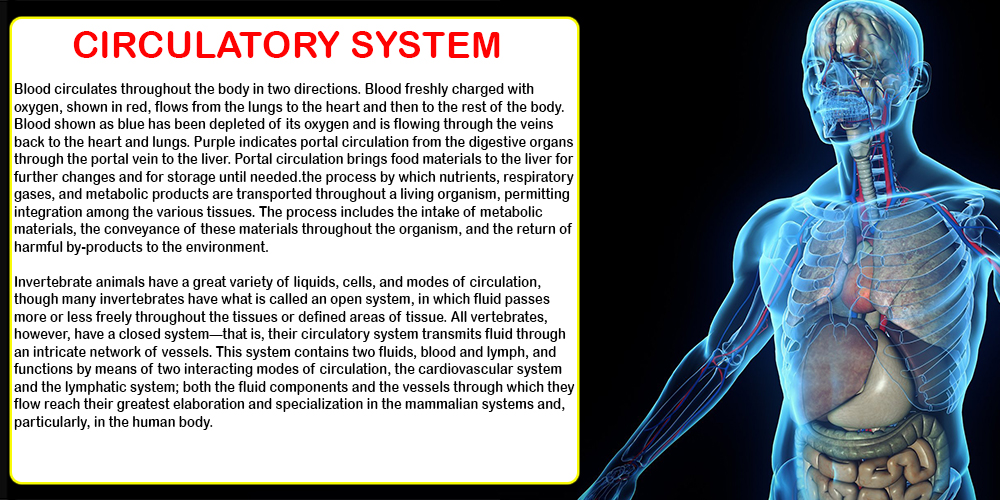 CIRCULATORY SYSTEM
Blood circulates throughout the body in two directions. Blood freshly charged with
oxygen, shown in red, flows from the lungs to the heart and then to the rest of the body.
Blood shown as blue has been depleted of its oxygen and is flowing through the veins
back to the heart and lungs. Purple indicates portal circulation from the digestive organs
through the portal vein to the liver. Portal circulation brings food materials to the liver for
further changes and for storage until needed.the process by which nutrients, respiratory
gases, and metabolic products are transported throughout a living organism, permitting
integration among the various tissues. The process includes the intake of metabolic
materials, the conveyance of these materials throughout the organism, and the return of
harmful by-products to the environment.
Invertebrate animals have a great variety of liquids, cells, and modes of circulation,
though many invertebrates have what is called an open system, in which fluid passes
more or less freely throughout the tissues or defined areas of tissue. All vertebrates,
however, have a closed system—that is, their circulatory system transmits fluid through
an intricate network of vessels. This system contains two fluids, blood and lymph, and
functions by means of two interacting modes of circulation, the cardiovascular system
and the lymphatic system; both the fluid components and the vessels through which they
flow reach their greatest elaboration and specialization in the mammalian systems and,
particularly, in the human body.